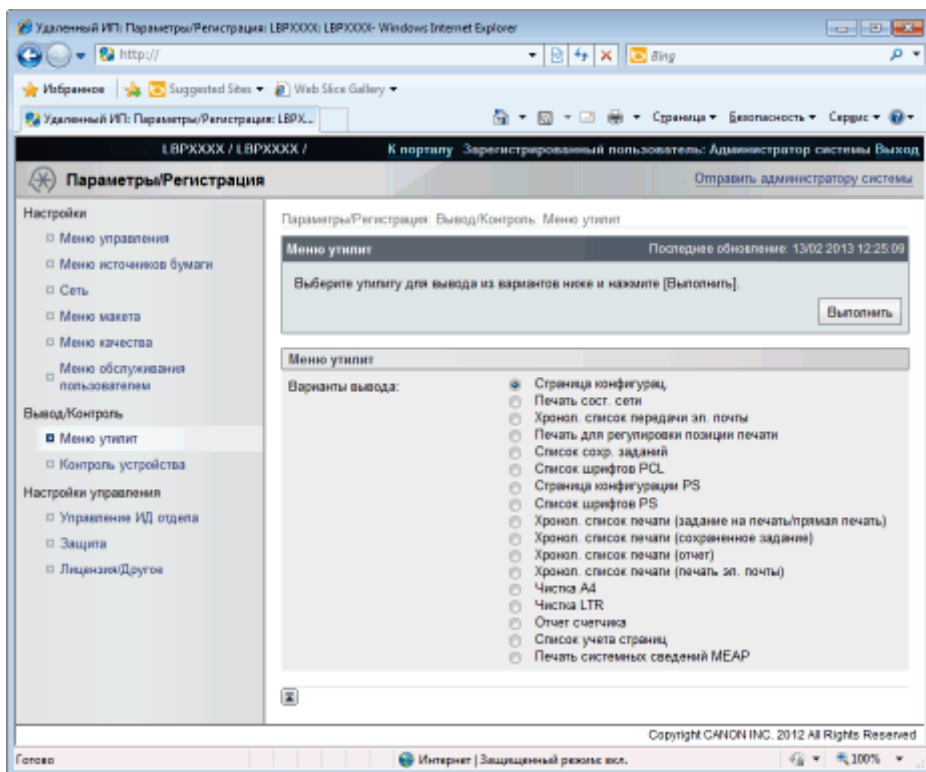 Удаленный ИП: Параметры/Регистрация: LBPXXXX: LBPXXXX- Windows Internet Explorer
http://
Bing
Избранное
Suggested Sites
Web Slice Gallery
Удаленный ИП: Параметры/Регистрация: LBPX...
Страница
Безопасность
Сервис
LBPXXXX / LBPXXXX /
К порталу
Зарегистрированный пользователь: Администратор системы
Выход
Параметры/Регистрация
Отправить администратору системы
Настройки
Меню управления
Меню источников бумаги
Сеть
Меню макета
Меню качества
Меню обслуживания
пользователем
Вывод/Контроль
Меню утилит
Контроль устройства
Настройки управления
Управление ИД отдела
Защита
Лицензия/Другое
Параметры/Регистрация: Вывод/Контроль: Меню утилит
Меню утилит
Последнее обновление: 13/02 2013 12:25:09
Выберите утилиту для вывода из вариантов ниже и нажмите [Выполнить].
Выполнить
Меню утилит
Варианты вывода:
Страница конфигурац.
Печать сост. сети
Хронол. список передачи эл. почты
Печать для регулировки позиции печати
Список сохр. заданий
Список шрифтов PCL
Страница конфигурации PS
Список шрифтов PS
Хронол. список печати (задание на печать/прямая печать)
Хронол. список печати (сохраненное задание)
Хронол. список печати (отчет)
Хронол. список печати (печать эл. почты)
Чистка A4
Чистка LTR
Отчет счетчика
Список учета страниц
Печать системных сведений MEAP
Copyright CANON INC. 2012 All Rights Reserved
Готово
Интернет | Защищенный режим: вкл.
100%